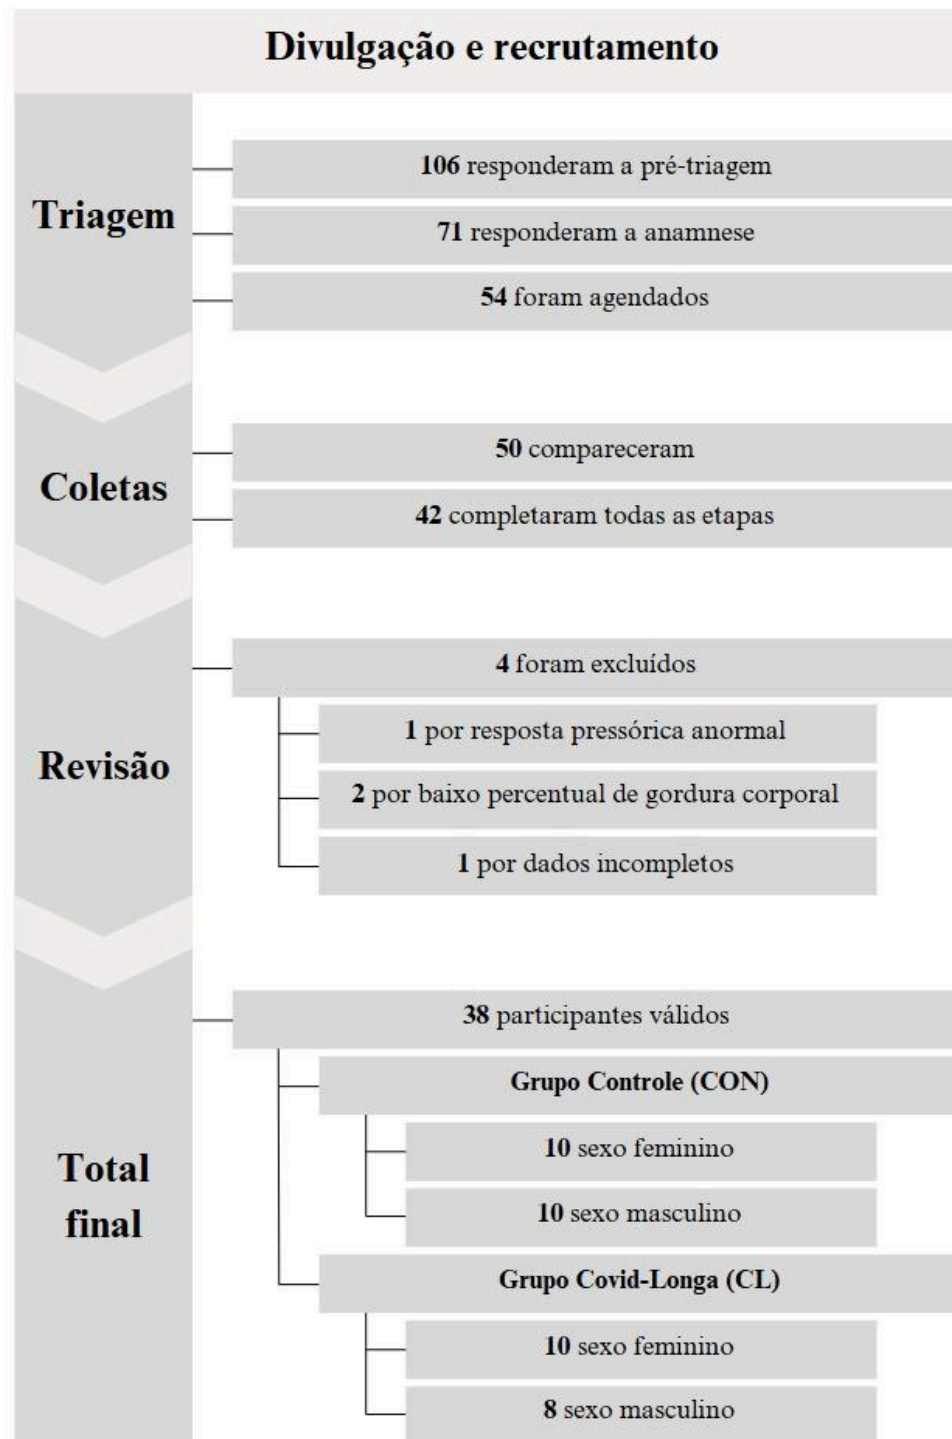 Divulgação e recrutamento
Triagem
106 responderam a pré-triagem
71 responderam a anamnese
54 foram agendados
Coletas
50 compareceram
42 completaram todas as etapas
Revisão
4 foram excluídos
1 por resposta pressórica anormal
2 por baixo percentual de gordura corporal
1 por dados incompletos
Total
final
38 participantes válidos
Grupo Controle (CON)
10 sexo feminino
10 sexo masculino
Grupo Covid-Longa (CL)
10 sexo feminino
8 sexo masculino